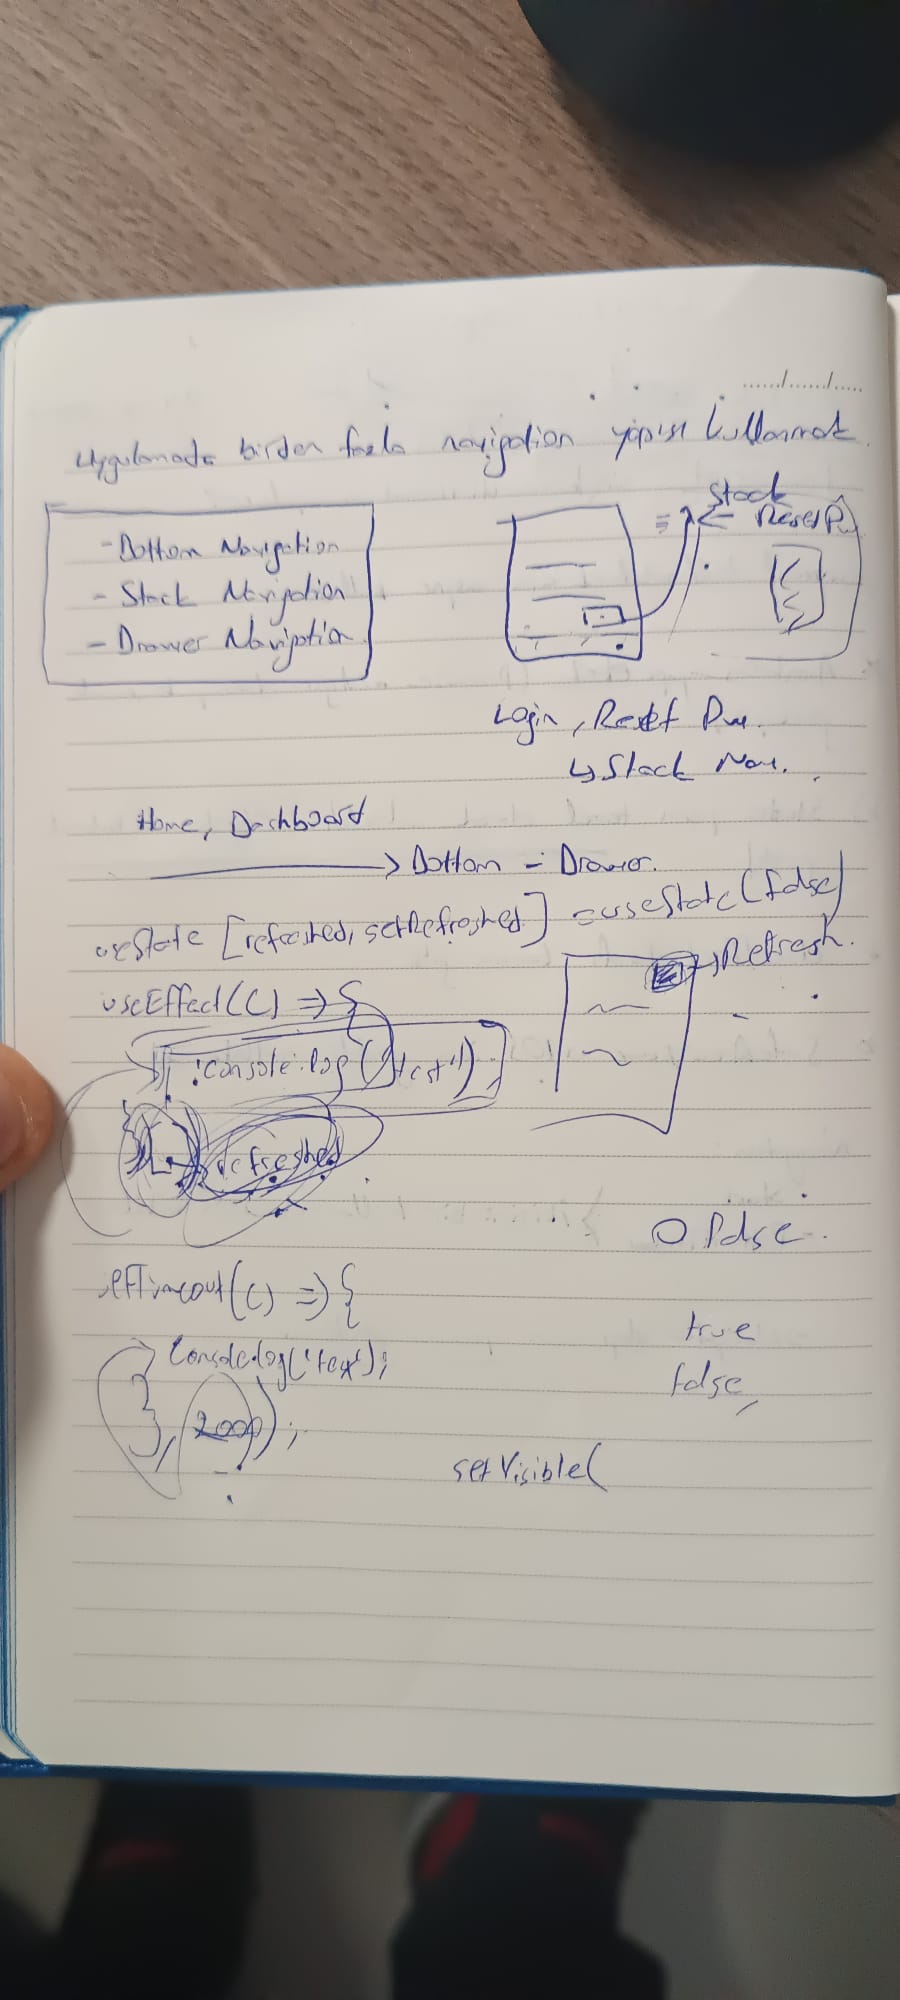 Uygulamada birden fazla navigation yapısı kullanmak.
- Bottom Navigation
- Stack Navigation
- Drawer Navigation
Stack
Reset P
Login, Reset Pw.
↳ Stack Nav.
Home, Dashboard
→ Bottom - Drawer.
useState [refreshed, setRefreshed] = useState(false)
→ Refresh.
useEffect(() => {
console.log('test')
refreshed
setTimeout(() => {
console.log('test');
}, 2000);
false.
true
false,
setVisible(